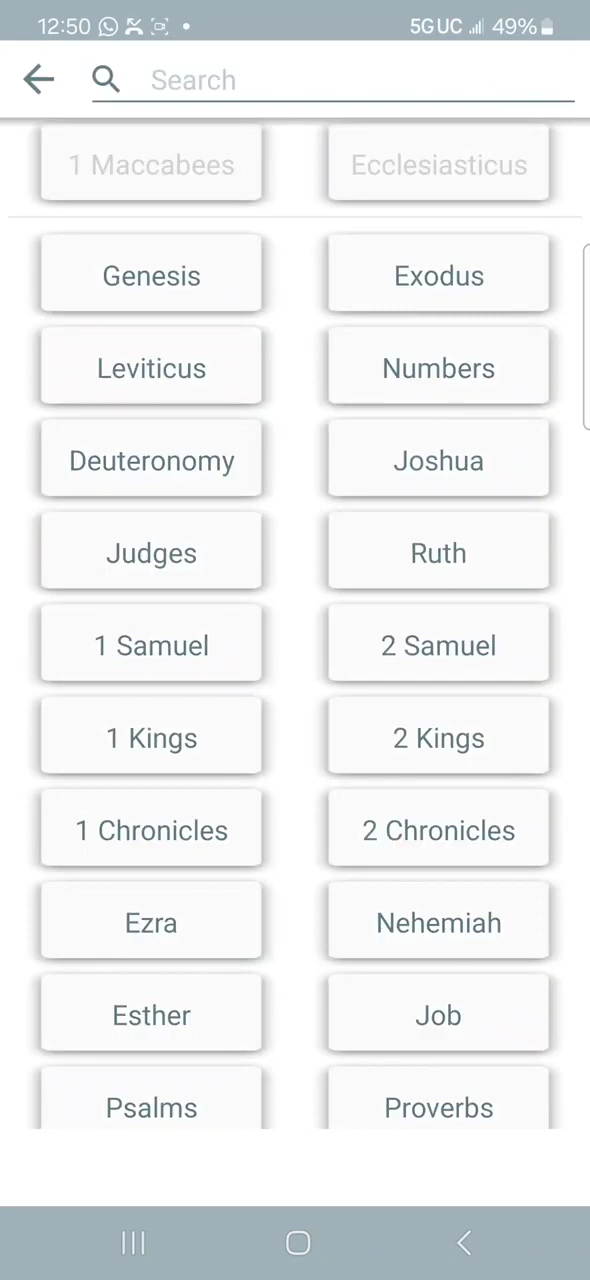 12:50 5G UC 49%
Search
1 Maccabees Ecclesiasticus
Genesis Exodus
Leviticus Numbers
Deuteronomy Joshua
Judges Ruth
1 Samuel 2 Samuel
1 Kings 2 Kings
1 Chronicles 2 Chronicles
Ezra Nehemiah
Esther Job
Psalms Proverbs